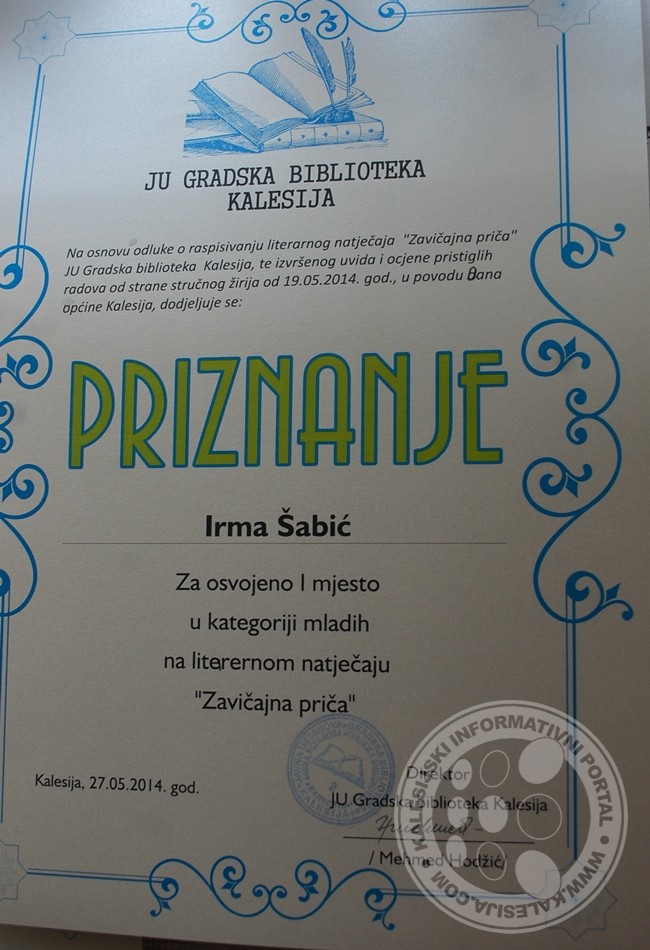 JU GRADSKA BIBLIOTEKA
KALESIJA
Na osnovu odluke o raspisivanju literarnog natječaja "Zavičajna priča"
JU Gradska biblioteka Kalesija, te izvršenog uvida i ocjene pristiglih
radova od strane stručnog žirija od 19.05.2014. god., u povodu Dana
općine Kalesija, dodjeljuje se:
PRIZNANJE
Irma Šabić
Za osvojeno I mjesto
u kategoriji mladih
na literernom natječaju
"Zavičajna priča"
Kalesija, 27.05.2014. god.
Direktor
JU Gradska biblioteka Kalesija
/ Mehmed Hodžić/
KALESIJSKI INFORMATIVNI PORTAL
WWW.KALESIJA.COM